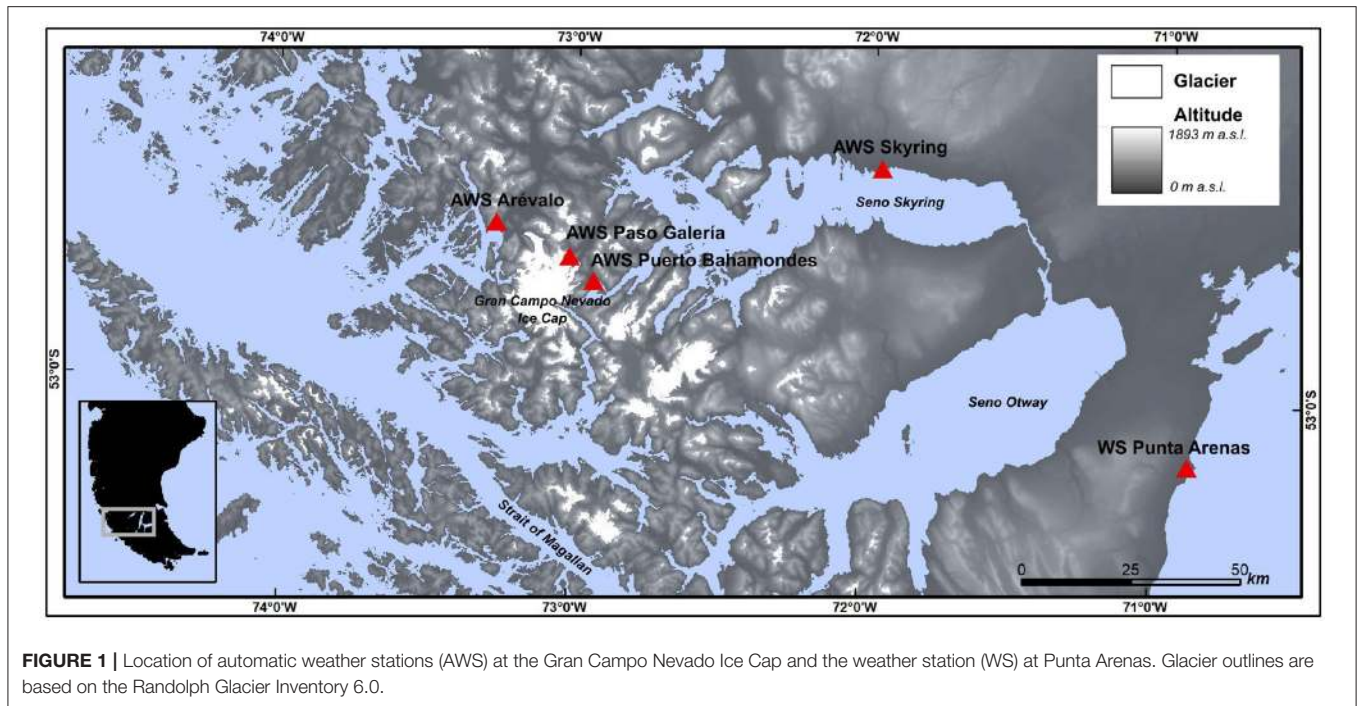 74°0'W 73°0'W 72°0'W 71°0'W
Glacier
Altitude
1893 m a.s.l.
0 m a.s.l.
AWS Skyring
Seno Skyring
AWS Arévalo
AWS Paso Galería
AWS Puerto Bahamondes
Gran Campo Nevado
Ice Cap
53°0'S
53°0'S
Seno Otway
WS Punta Arenas
Strait of Magallan
0 25 50
km
74°0'W 73°0'W 72°0'W 71°0'W
FIGURE 1 | Location of automatic weather stations (AWS) at the Gran Campo Nevado Ice Cap and the weather station (WS) at Punta Arenas. Glacier outlines are
based on the Randolph Glacier Inventory 6.0.